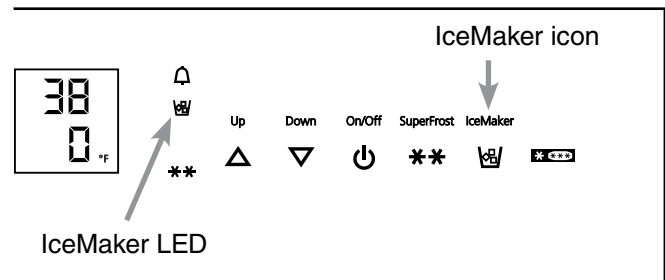 IceMaker icon
38
0 °F
Up Down On/Off SuperFrost IceMaker
IceMaker LED